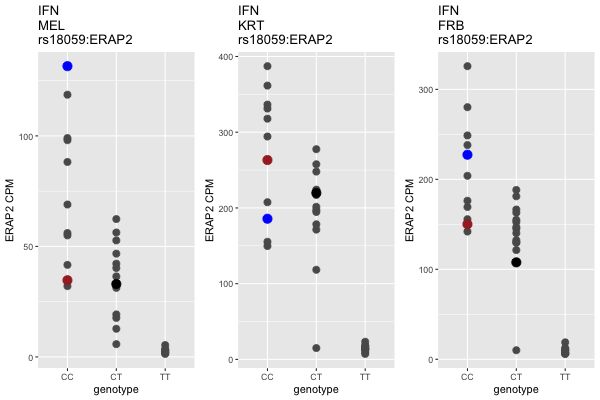 IFN
MEL
rs18059:ERAP2
ERAP2 CPM
100
50
0
CC CT TT
genotype
IFN
KRT
rs18059:ERAP2
ERAP2 CPM
400
300
200
100
0
CC CT TT
genotype
IFN
FRB
rs18059:ERAP2
ERAP2 CPM
300
200
100
0
CC CT TT
genotype